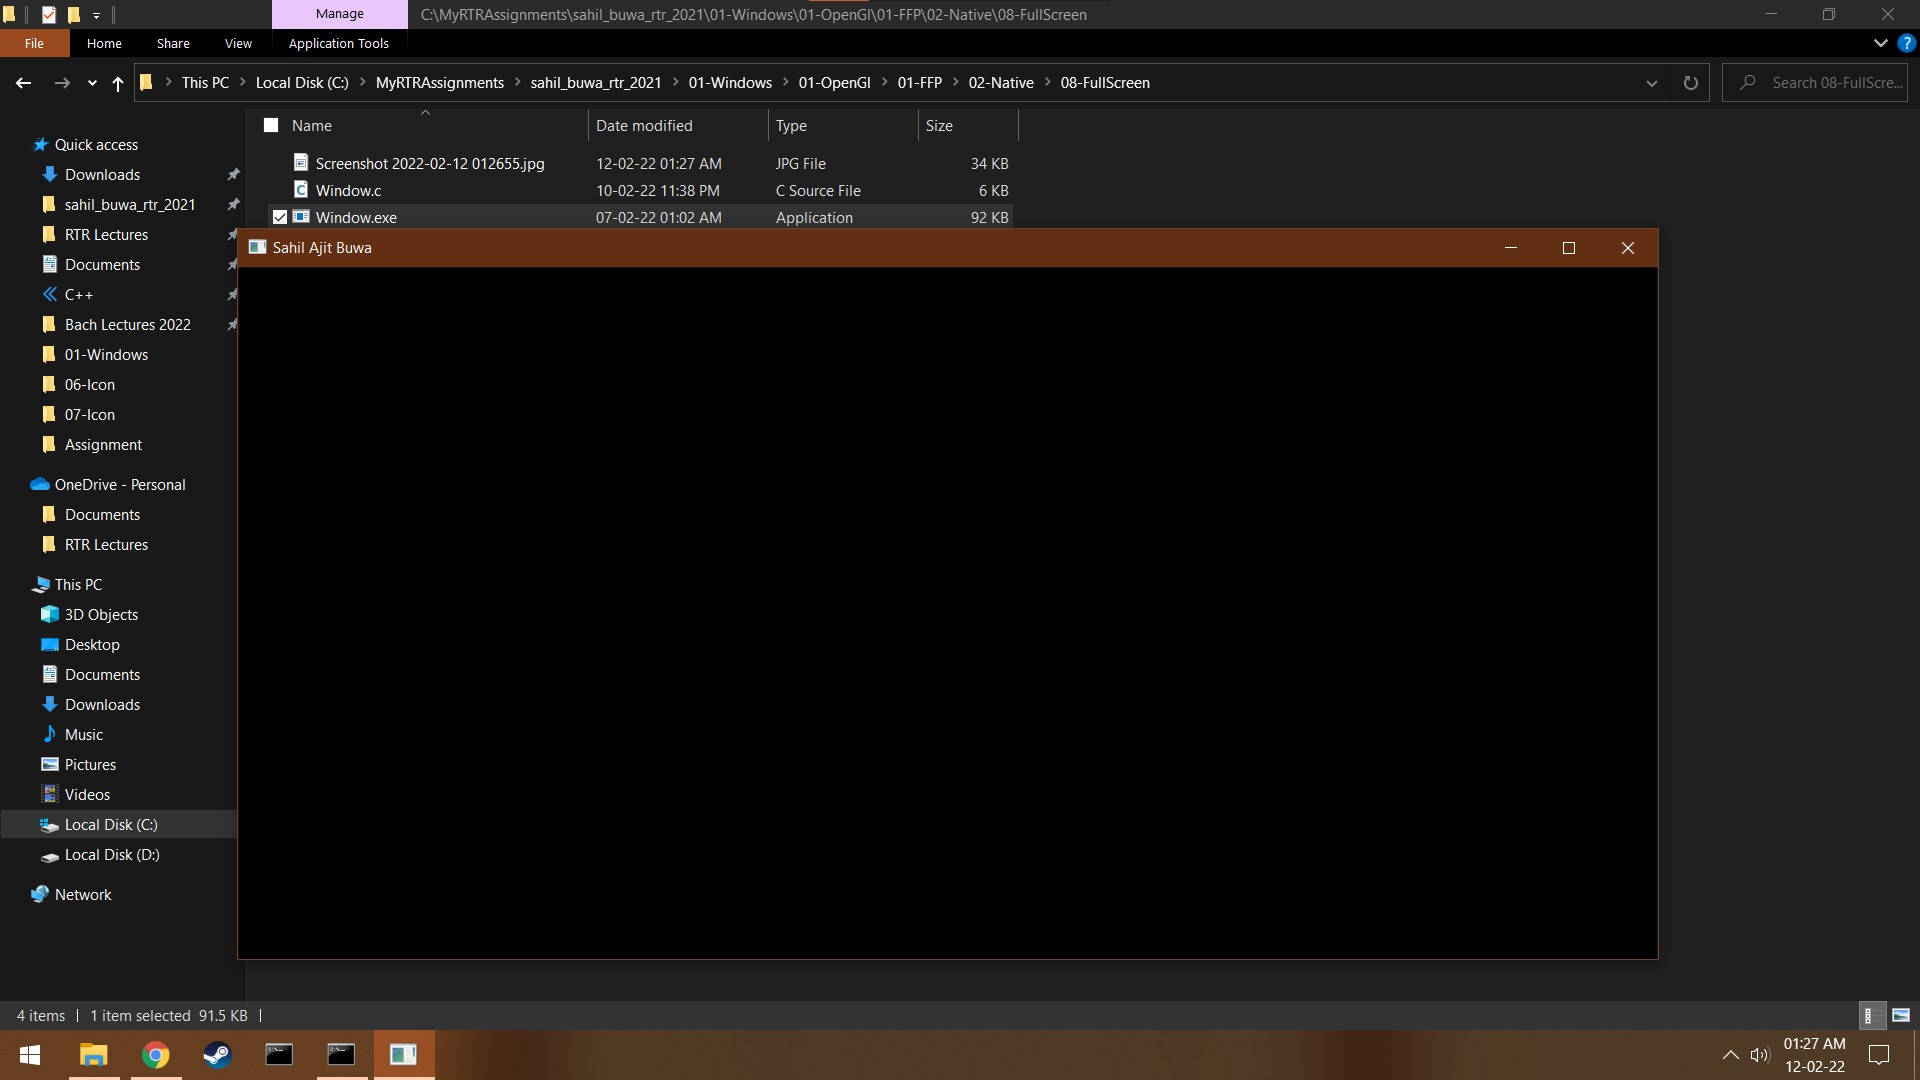 Manage
C:\MyRTRAssignments\sahil_buwa_rtr_2021\01-Windows\01-OpenGl\01-FFP\02-Native\08-FullScreen
File Home Share View Application Tools
This PC Local Disk (C:) MyRTRAssignments sahil_buwa_rtr_2021 01-Windows 01-OpenGl 01-FFP 02-Native 08-FullScreen
Search 08-FullScre...
Name Date modified Type Size
Screenshot 2022-02-12 012655.jpg 12-02-22 01:27 AM JPG File 34 KB
Window.c 10-02-22 11:38 PM C Source File 6 KB
Window.exe 07-02-22 01:02 AM Application 92 KB
Sahil Ajit Buwa
Quick access
Downloads
sahil_buwa_rtr_2021
RTR Lectures
Documents
C++
Bach Lectures 2022
01-Windows
06-Icon
07-Icon
Assignment
OneDrive - Personal
Documents
RTR Lectures
This PC
3D Objects
Desktop
Documents
Downloads
Music
Pictures
Videos
Local Disk (C:)
Local Disk (D:)
Network
4 items 1 item selected 91.5 KB
01:27 AM
12-02-22